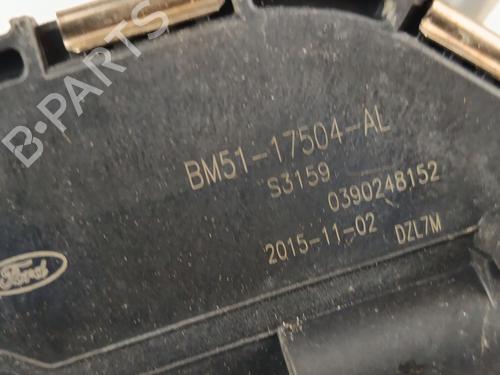 B-PARTS
BM51-17504-AL
S3159
0390248152
2015-11-02 DZL7M
Ford